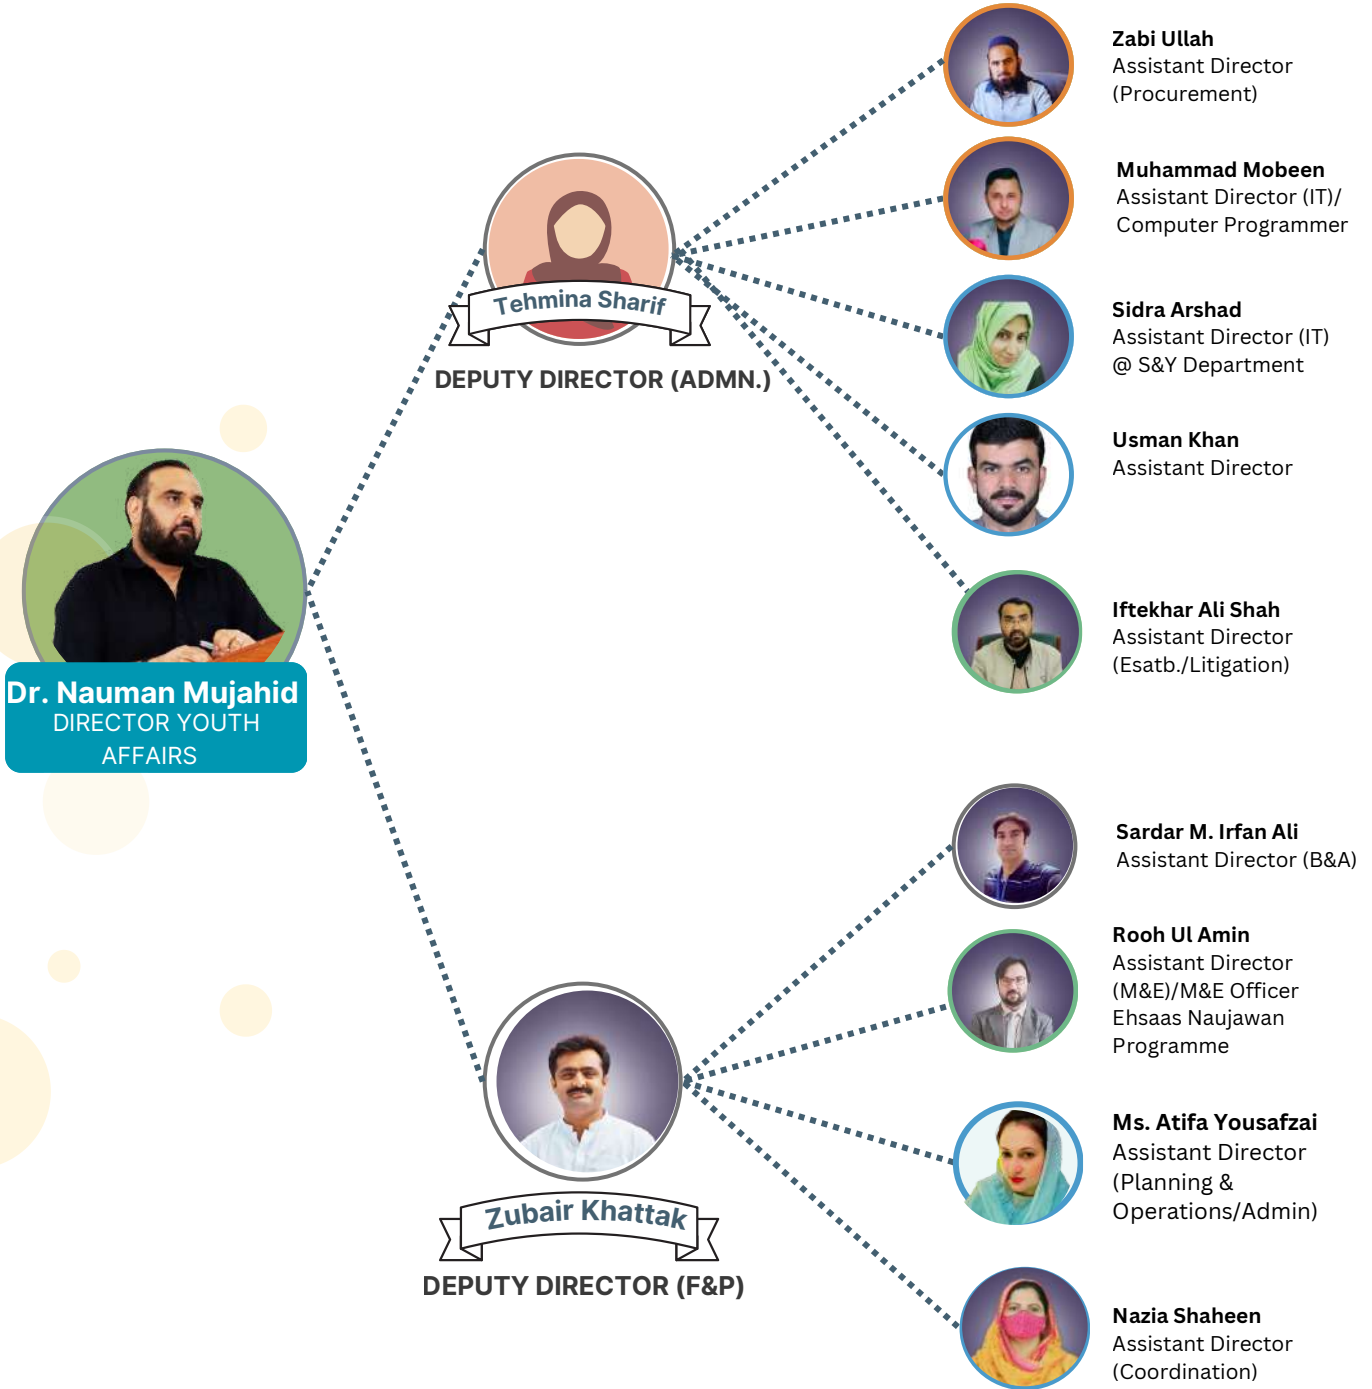 Zabi Ullah
Assistant Director
(Procurement)
Muhammad Mobeen
Assistant Director (IT)/
Computer Programmer
Tehmina Sharif
DEPUTY DIRECTOR (ADMN.)
Sidra Arshad
Assistant Director (IT)
@ S&Y Department
Usman Khan
Assistant Director
Iftekhar Ali Shah
Assistant Director
(Esatb./Litigation)
Dr. Nauman Mujahid
DIRECTOR YOUTH
AFFAIRS
Sardar M. Irfan Ali
Assistant Director (B&A)
Rooh Ul Amin
Assistant Director
(M&E)/M&E Officer
Ehsaas Naujawan
Programme
Zubair Khattak
DEPUTY DIRECTOR (F&P)
Ms. Atifa Yousafzai
Assistant Director
(Planning &
Operations/Admin)
Nazia Shaheen
Assistant Director
(Coordination)